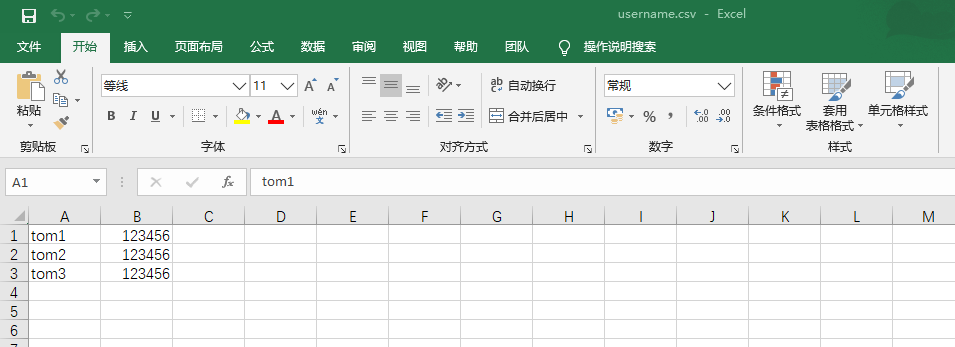 username.csv - Excel
文件 开始 插入 页面布局 公式 数据 审阅 视图 帮助 团队 操作说明搜索
粘贴
等线 11 A A
B I U A wén 文
ab c 自动换行
合并后居中
常规
% , .00 .0
条件格式 套用 表格格式 单元格样式
剪贴板 字体 对齐方式 数字 样式
A1 fx tom1
A B C D E F G H I J K L M
1 tom1 123456
2 tom2 123456
3 tom3 123456
4
5
6